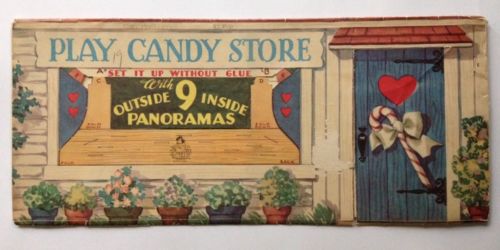 PLAY CANDY STORE
A B
SET IT UP WITHOUT GLUE
With
OUTSIDE 9 INSIDE
PANORAMAS